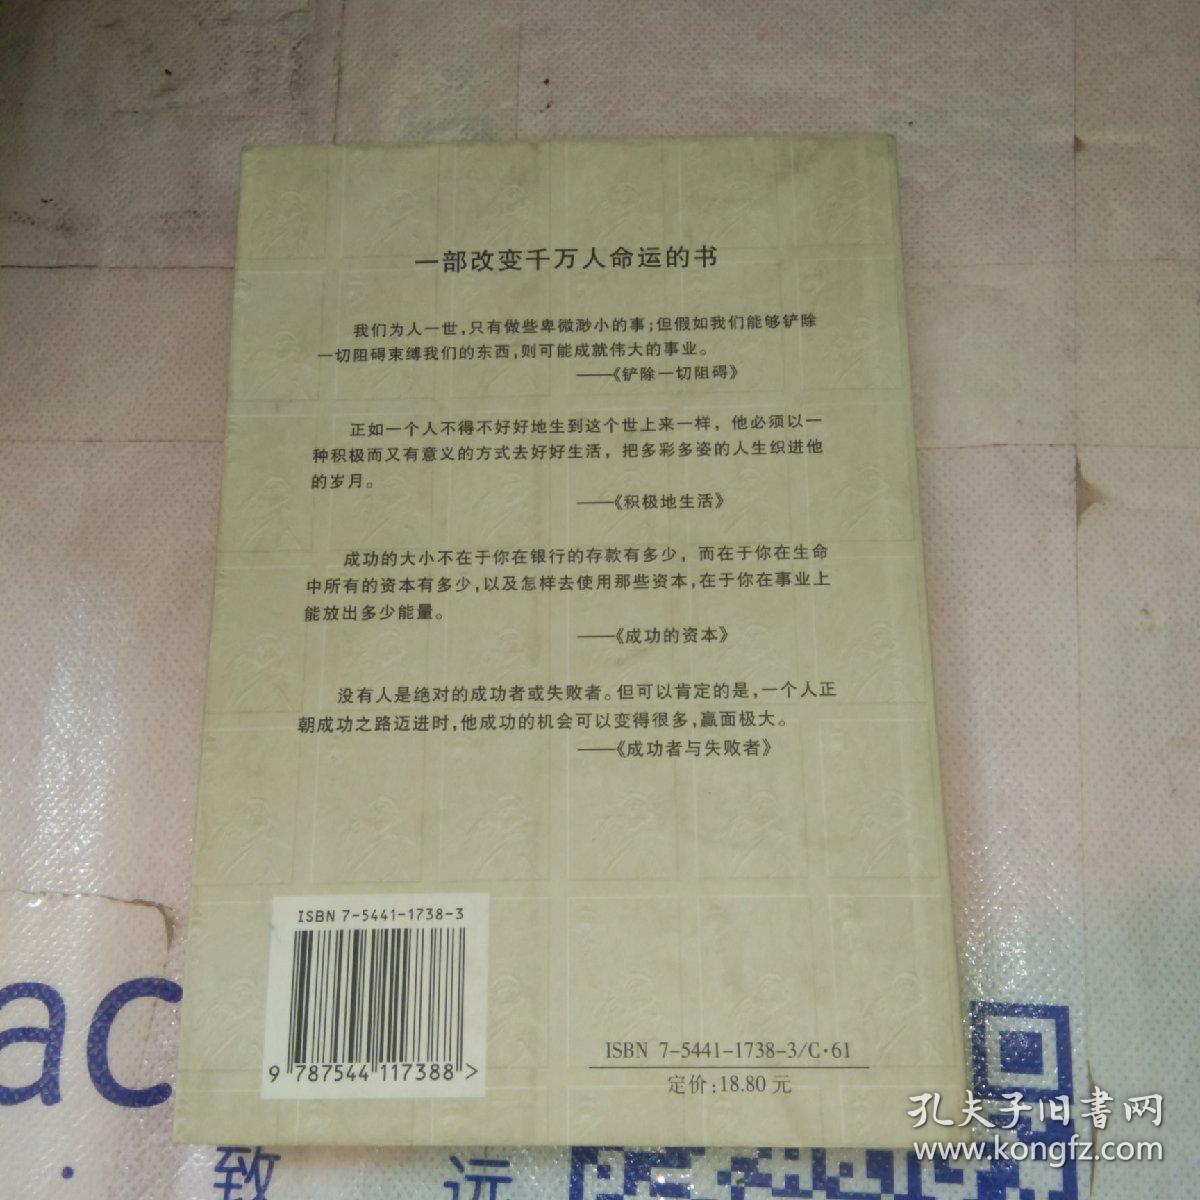 一部改变千万人命运的书
我们为人一世,只有做些卑微渺小的事;但假如我们能够铲除
一切阻碍束缚我们的东西,则可能成就伟大的事业。
——《铲除一切阻碍》
正如一个人不得不好好地生到这个世上来一样，他必须以一
种积极而又有意义的方式去好好生活，把多彩多姿的人生织进他
的岁月。
——《积极地生活》
成功的大小不在于你在银行的存款有多少，而在于你在生命
中所有的资本有多少,以及怎样去使用那些资本,在于你在事业上
能放出多少能量。
——《成功的资本》
没有人是绝对的成功者或失败者。但可以肯定的是,一个人正
朝成功之路迈进时,他成功的机会可以变得很多,赢面极大。
——《成功者与失败者》
ISBN 7-5441-1738-3
9 787544 117388 >
ISBN 7-5441-1738-3/C·61
定价:18.80 元
ac
致 远
孔夫子旧书网
www.kongfz.com